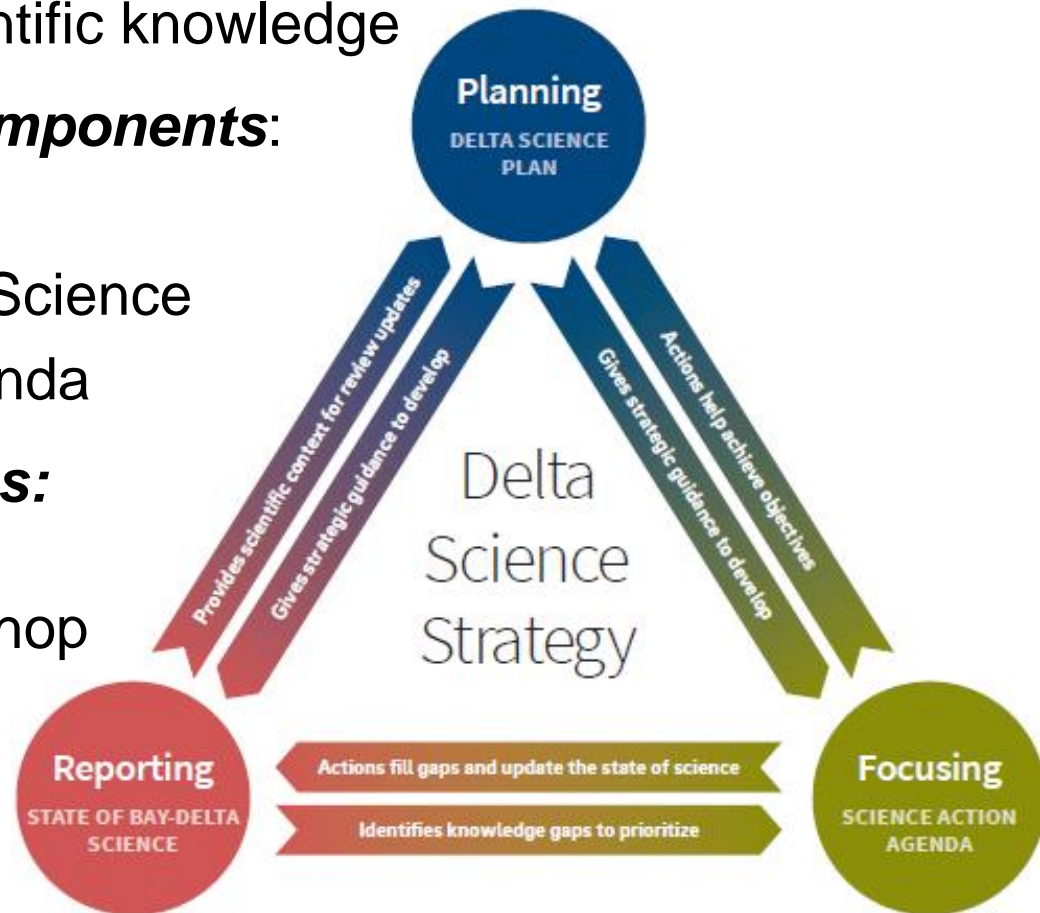 ntific knowledge
mponents:
Science
nda
s:
hop
Planning
DELTA SCIENCE
PLAN
Provides scientific context for review updates
Gives strategic guidance to develop
Gives strategic guidance to develop
Actions help achieve objectives
Delta
Science
Strategy
Reporting
STATE OF BAY-DELTA
SCIENCE
Actions fill gaps and update the state of science
Identifies knowledge gaps to prioritize
Focusing
SCIENCE ACTION
AGENDA